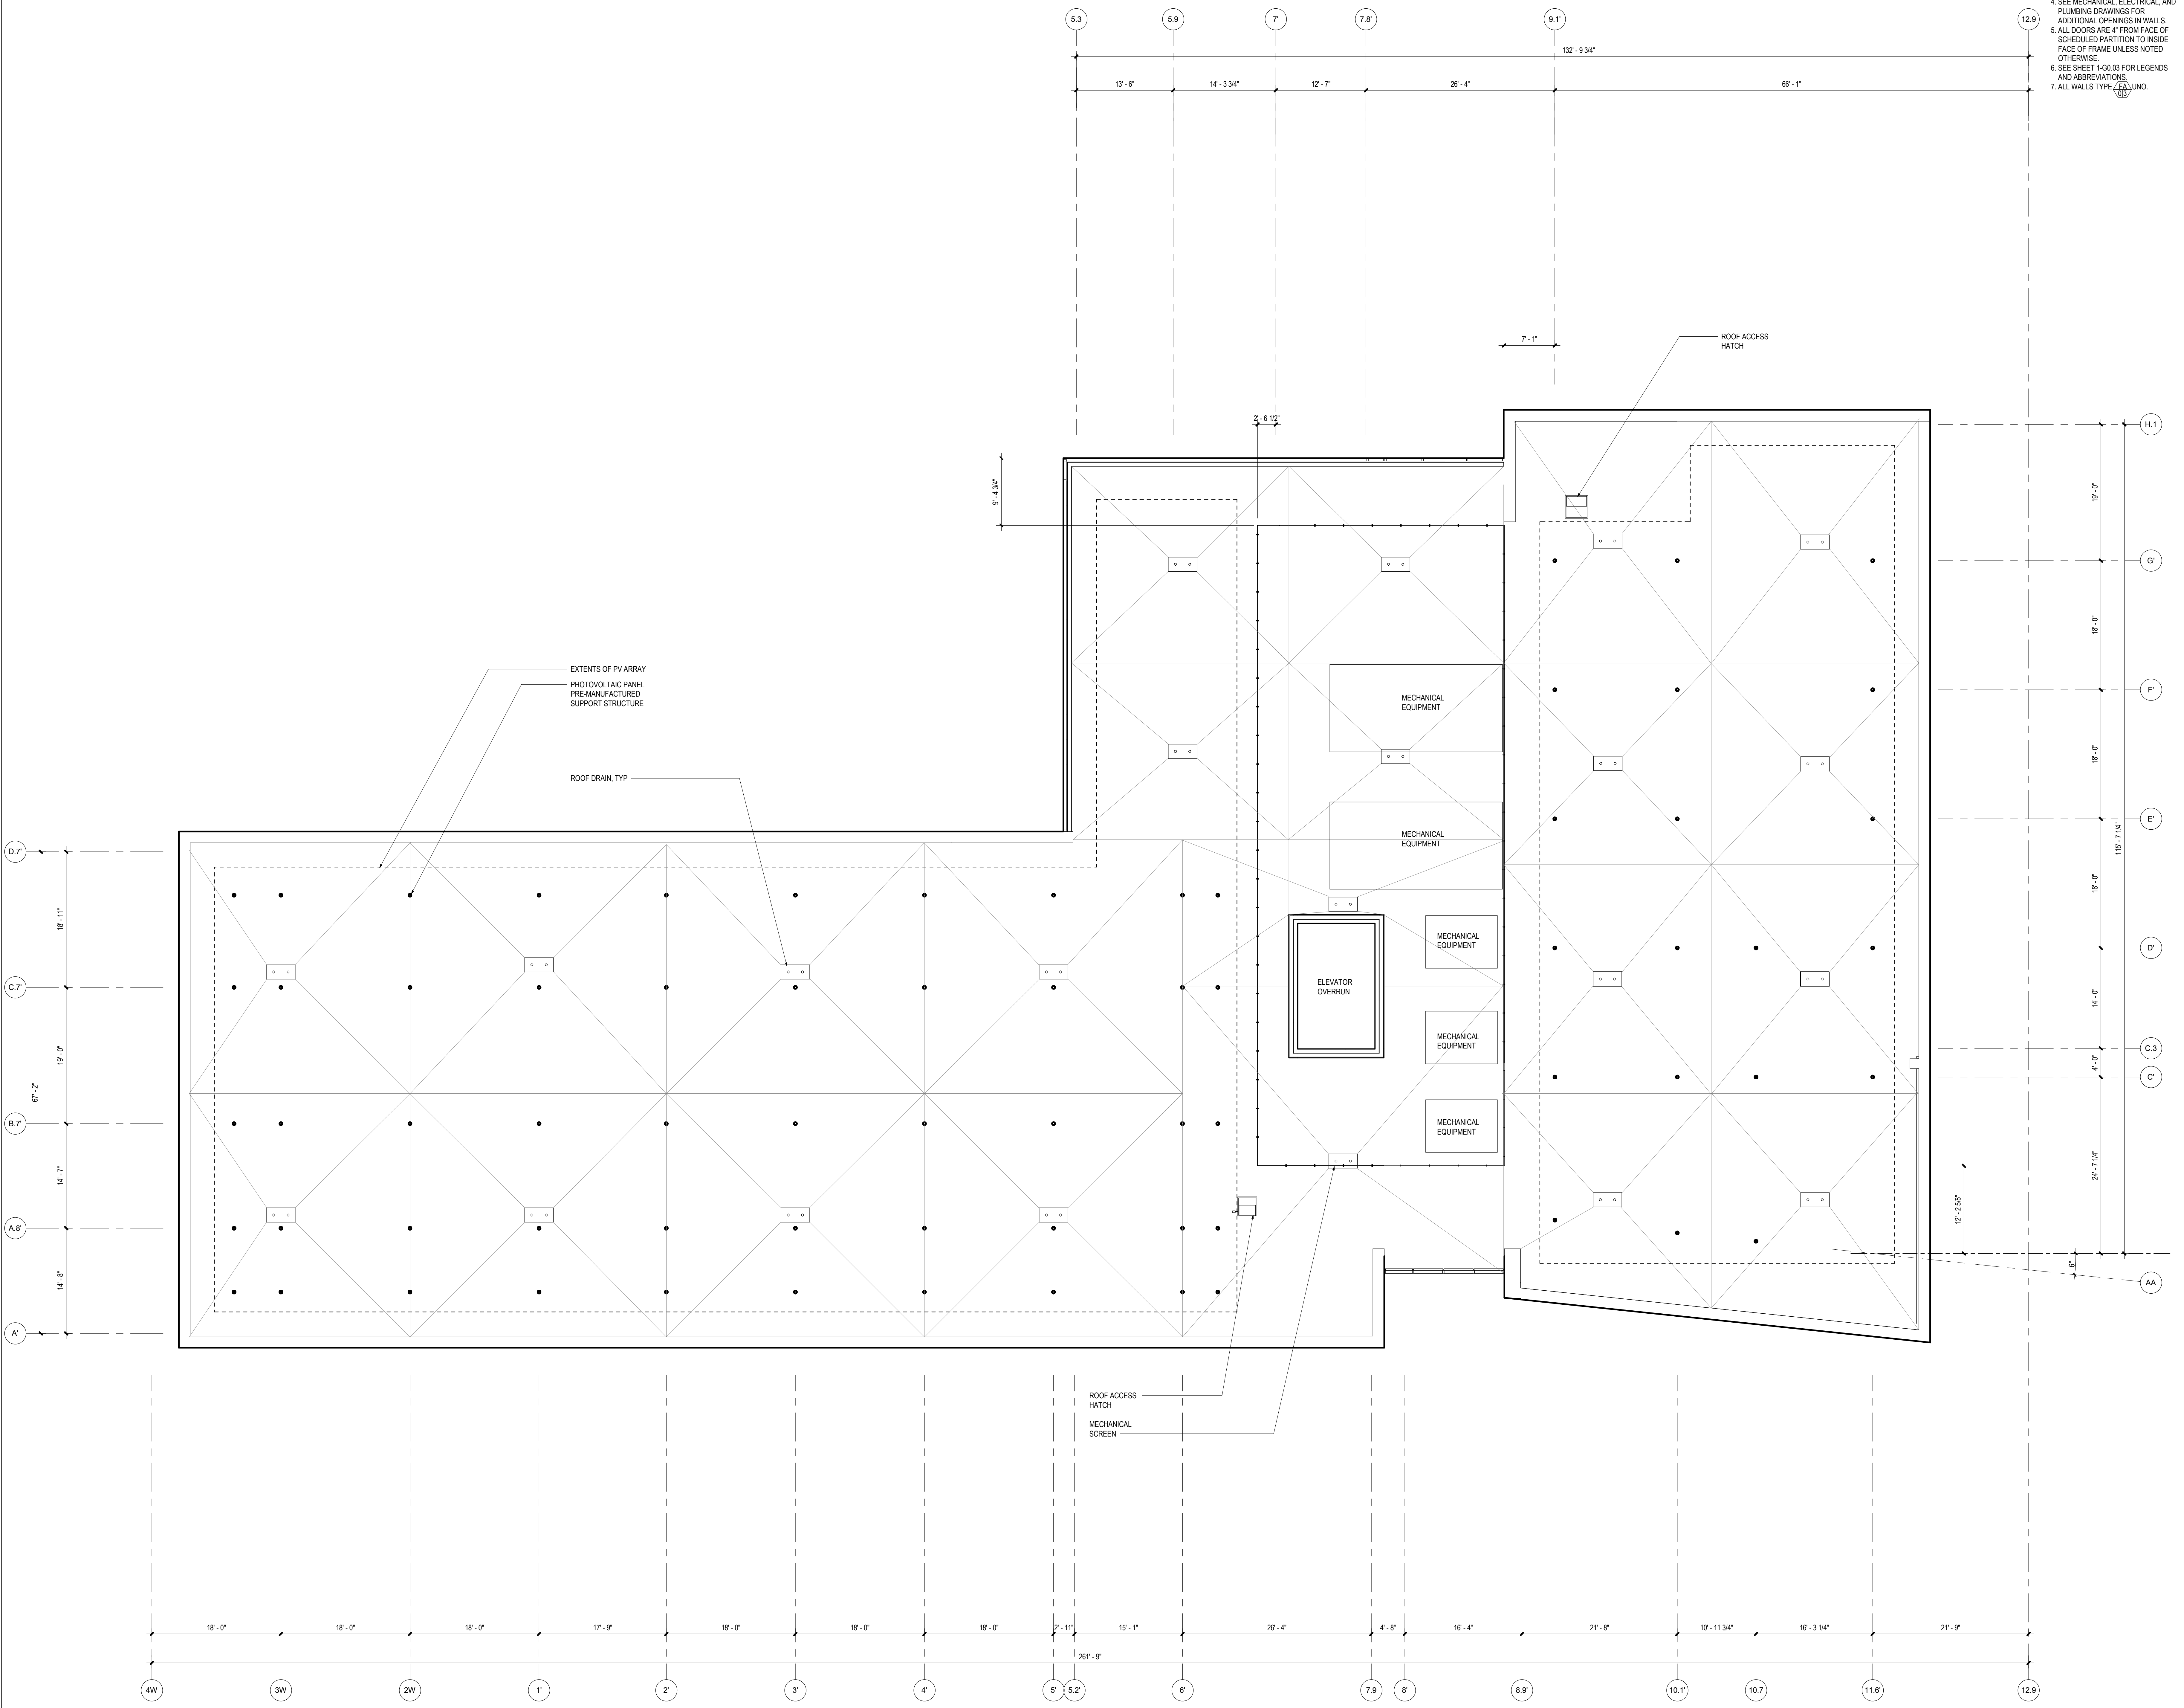 5.3
5.9
7'
7.8'
9.1'
12.9
4. SEE MECHANICAL, ELECTRICAL, AND
PLUMBING DRAWINGS FOR
ADDITIONAL OPENINGS IN WALLS.
5. ALL DOORS ARE 4" FROM FACE OF
SCHEDULED PARTITION TO INSIDE
FACE OF FRAME UNLESS NOTED
OTHERWISE.
6. SEE SHEET 1-G0.03 FOR LEGENDS
AND ABBREVIATIONS.
7. ALL WALLS TYPE FA UNO.
0|3
132' - 9 3/4"
13' - 6"
14' - 3 3/4"
12' - 7"
26' - 4"
66' - 1"
7' - 1"
ROOF ACCESS
HATCH
2' - 6 1/2"
9' - 4 3/4"
H.1
19' - 0"
G'
18' - 0"
F'
18' - 0"
E'
115' - 7 1/4"
18' - 0"
D'
14' - 0"
C.3
4' - 0"
C'
24' - 7 1/4"
12' - 2 5/8"
6"
AA
EXTENTS OF PV ARRAY
PHOTOVOLTAIC PANEL
PRE-MANUFACTURED
SUPPORT STRUCTURE
ROOF DRAIN, TYP
MECHANICAL
EQUIPMENT
MECHANICAL
EQUIPMENT
MECHANICAL
EQUIPMENT
ELEVATOR
OVERRUN
MECHANICAL
EQUIPMENT
MECHANICAL
EQUIPMENT
D.7'
18' - 11"
C.7'
19' - 0"
67' - 2"
B.7'
14' - 7"
A.8'
14' - 8"
A'
ROOF ACCESS
HATCH
MECHANICAL
SCREEN
18' - 0"
18' - 0"
18' - 0"
17' - 9"
18' - 0"
18' - 0"
18' - 0"
2' - 11"
15' - 1"
26' - 4"
4' - 8"
16' - 4"
21' - 8"
10' - 11 3/4"
16' - 3 1/4"
21' - 9"
261' - 9"
4W
3W
2W
1'
2'
3'
4'
5'
5.2'
6'
7.9
8'
8.9'
10.1'
10.7
11.6'
12.9